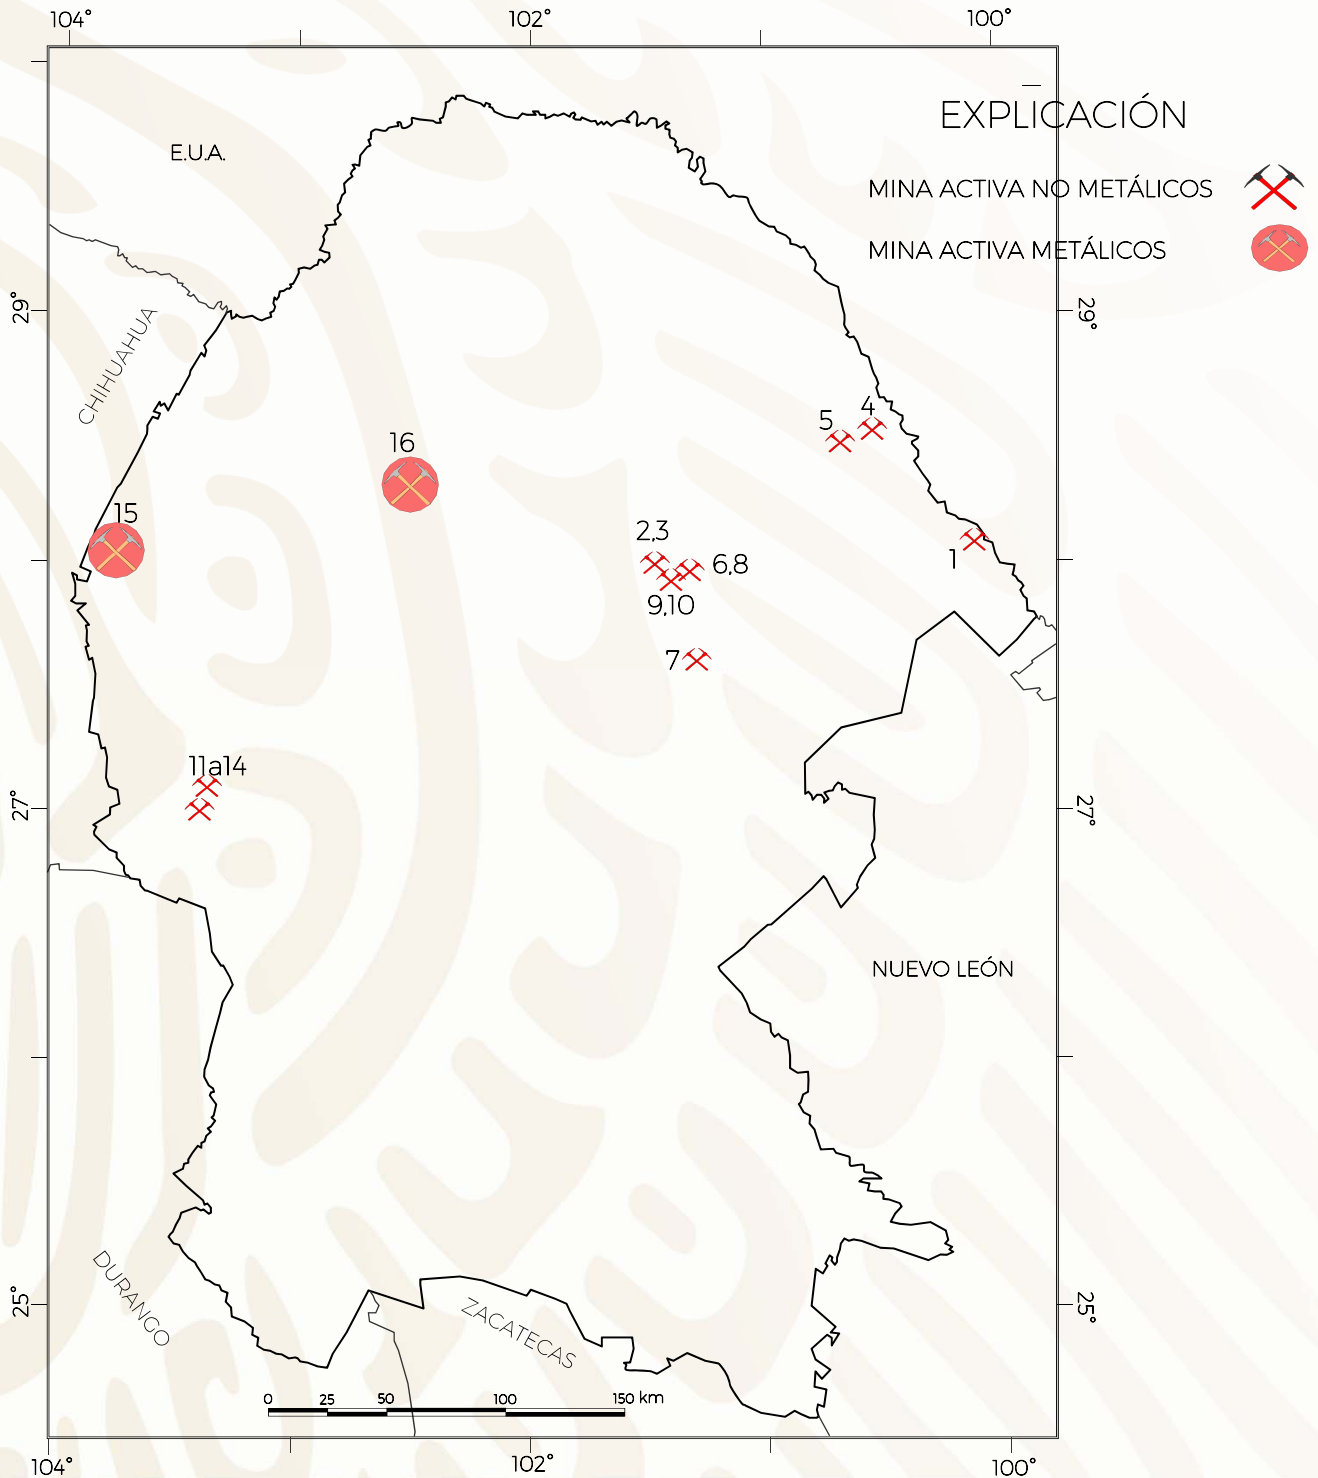 104°
102°
100°
EXPLICACIÓN
E.U.A.
MINA ACTIVA NO METÁLICOS
MINA ACTIVA METÁLICOS
29°
29°
CHIHUAHUA
4
5
16
15
2,3
6,8
1
9,10
7
11a14
27°
27°
NUEVO LEÓN
25°
25°
DURANGO
ZACATECAS
0 25 50 100 150 km
104°
102°
100°